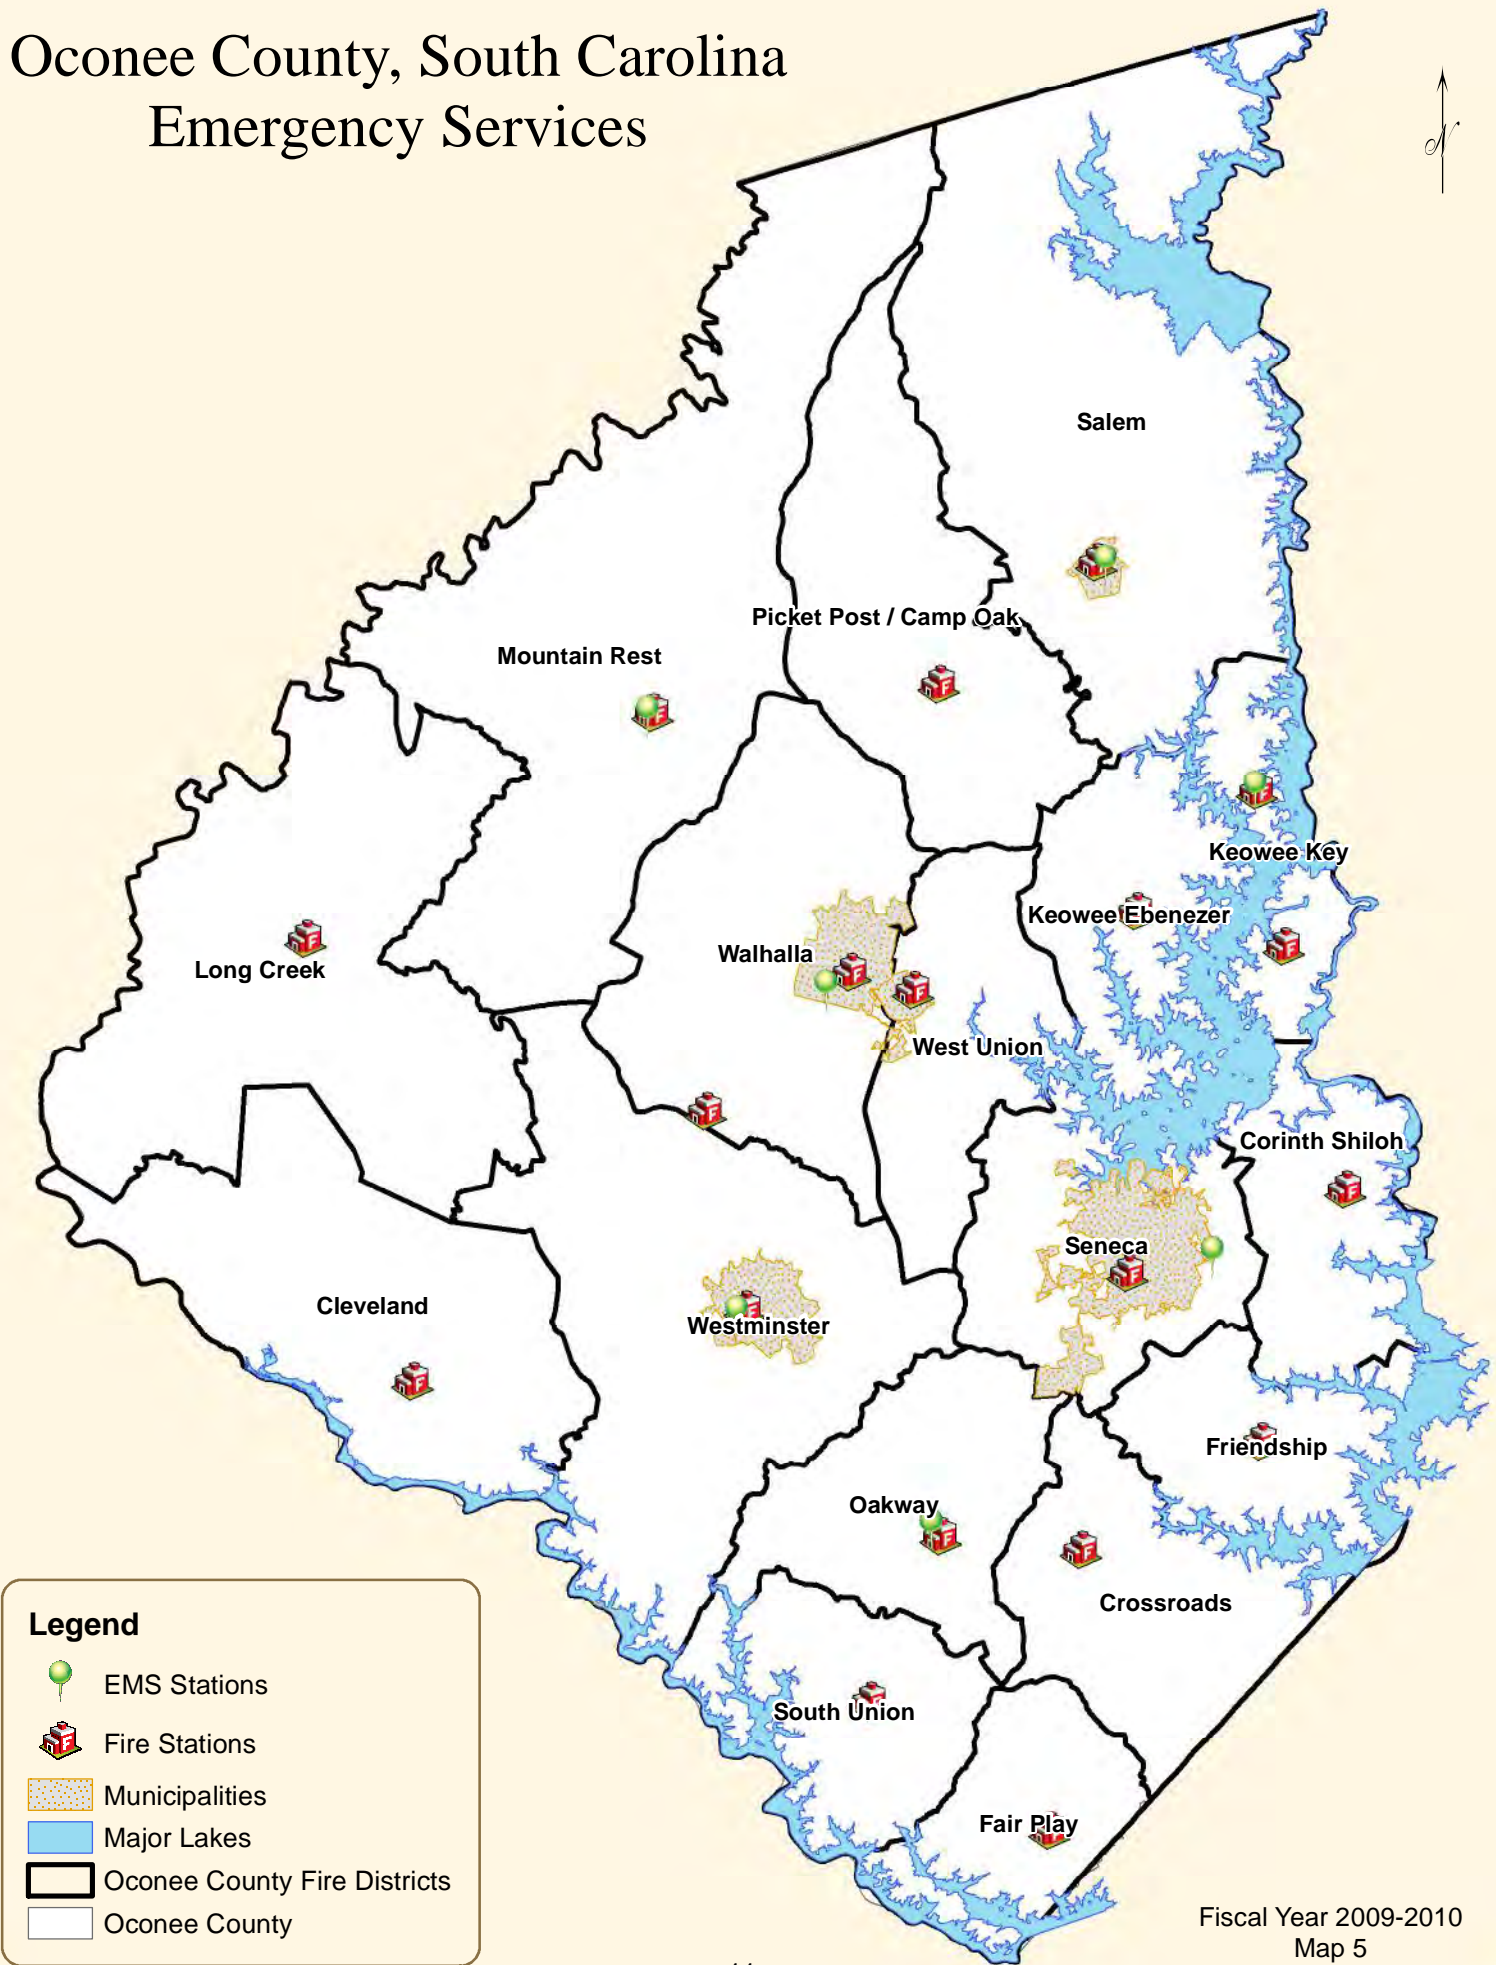 Oconee County, South Carolina
Emergency Services
N
Salem
Picket Post / Camp Oak
Mountain Rest
Keowee Key
Keowee Ebenezer
Walhalla
Long Creek
West Union
Corinth Shiloh
Seneca
Cleveland
Westminster
Friendship
Oakway
Crossroads
South Union
Fair Play
Legend
EMS Stations
Fire Stations
Municipalities
Major Lakes
Oconee County Fire Districts
Oconee County
Fiscal Year 2009-2010
Map 5